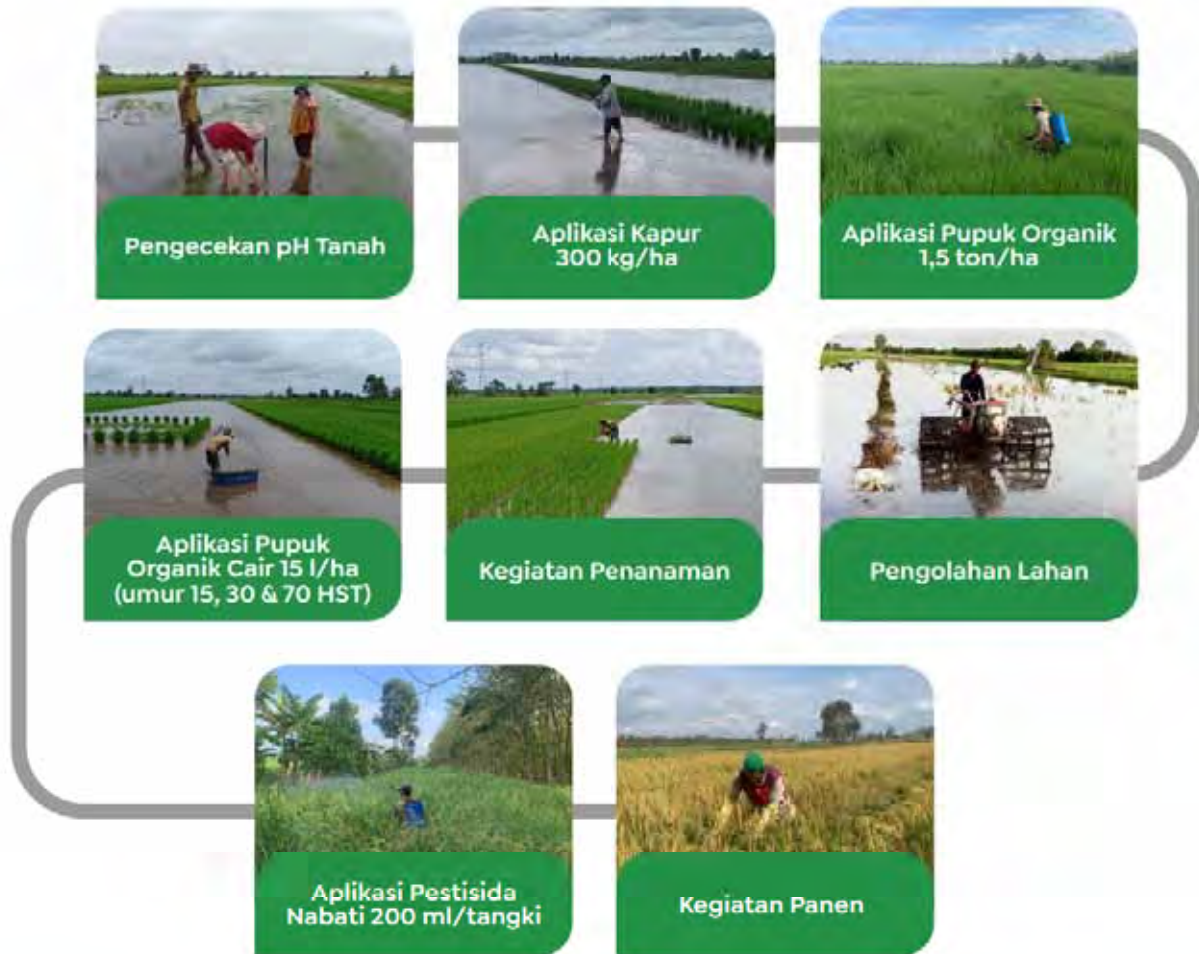 Pengecekan pH Tanah
Aplikasi Kapur
300 kg/ha
Aplikasi Pupuk Organik
1,5 ton/ha
Pengolahan Lahan
Kegiatan Penanaman
Aplikasi Pupuk
Organik Cair 15 l/ha
(umur 15, 30 & 70 HST)
Aplikasi Pestisida
Nabati 200 ml/tangki
Kegiatan Panen